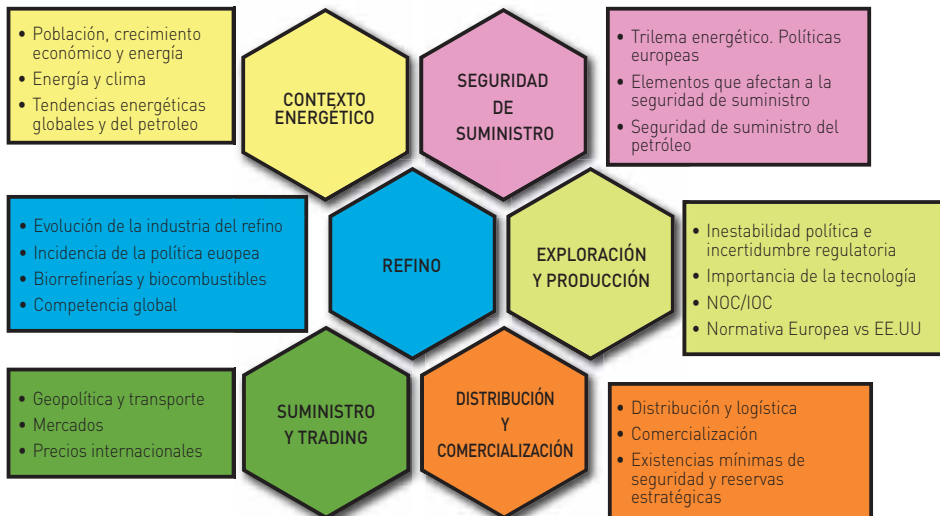 • Población, crecimiento
económico y energía
• Energía y clima
• Tendencias energéticas
globales y del petroleo
CONTEXTO
ENERGÉTICO
SEGURIDAD
DE
SUMINISTRO
• Trilema energético. Políticas
europeas
• Elementos que afectan a la
seguridad de suministro
• Seguridad de suministro del
petróleo
• Evolución de la industria del refino
• Incidencia de la política euopea
• Biorrefinerías y biocombustibles
• Competencia global
REFINO
EXPLORACIÓN
Y PRODUCCIÓN
• Inestabilidad política e
incertidumbre regulatoria
• Importancia de la tecnología
• NOC/IOC
• Normativa Europea vs EE.UU
• Geopolítica y transporte
• Mercados
• Precios internacionales
SUMINISTRO
Y TRADING
DISTRIBUCIÓN
Y
COMERCIALIZACIÓN
• Distribución y logística
• Comercialización
• Existencias mínimas de
seguridad y reservas
estratégicas